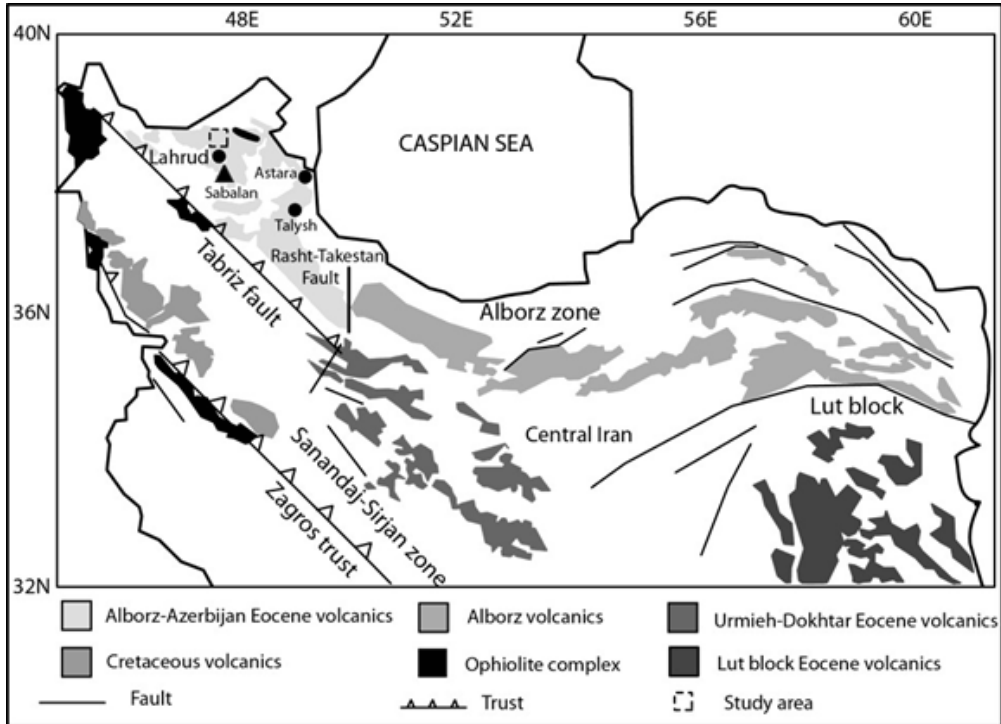 48E 52E 56E 60E
40N
CASPIAN SEA
Lahrud
Astara
Sabalan
Talysh
Rasht-Takestan
Fault
Tabriz fault
36N
Alborz zone
Lut block
Central Iran
Sanandaj-Sirjan zone
Zagros trust
32N
Alborz-Azerbijan Eocene volcanics
Alborz volcanics
Urmieh-Dokhtar Eocene volcanics
Cretaceous volcanics
Ophiolite complex
Lut block Eocene volcanics
Fault
Trust
Study area